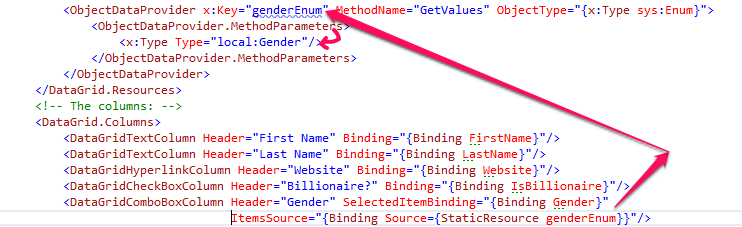 <ObjectDataProvider x:Key="genderEnum" MethodName="GetValues" ObjectType="{x:Type sys:Enum}">
<ObjectDataProvider.MethodParameters>
<x:Type Type="local:Gender"/>
</ObjectDataProvider.MethodParameters>
</ObjectDataProvider>
</DataGrid.Resources>
<!-- The columns: -->
<DataGrid.Columns>
<DataGridTextColumn Header="First Name" Binding="{Binding FirstName}"/>
<DataGridTextColumn Header="Last Name" Binding="{Binding LastName}"/>
<DataGridHyperlinkColumn Header="Website" Binding="{Binding Website}"/>
<DataGridCheckBoxColumn Header="Billionaire?" Binding="{Binding IsBillionaire}"/>
<DataGridComboBoxColumn Header="Gender" SelectedItemBinding="{Binding Gender}"
ItemsSource="{Binding Source={StaticResource genderEnum}}"/>